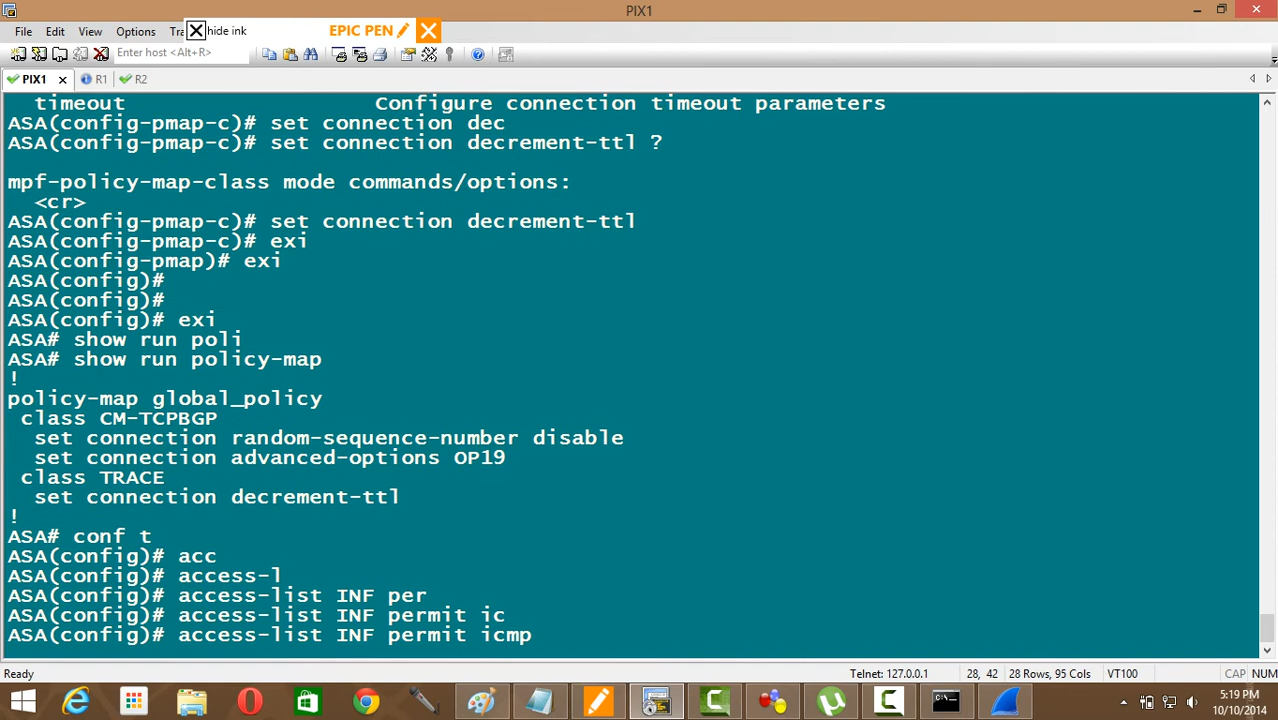 PIX1
File Edit View Options Tra hide ink EPIC PEN
Enter host <Alt+R>
PIX1 R1 R2
timeout Configure connection timeout parameters
ASA(config-pmap-c)# set connection dec
ASA(config-pmap-c)# set connection decrement-ttl ?
mpf-policy-map-class mode commands/options:
<cr>
ASA(config-pmap-c)# set connection decrement-ttl
ASA(config-pmap-c)# exi
ASA(config-pmap)# exi
ASA(config)#
ASA(config)#
ASA(config)# exi
ASA# show run poli
ASA# show run policy-map
!
policy-map global_policy
class CM-TCPBGP
set connection random-sequence-number disable
set connection advanced-options OP19
class TRACE
set connection decrement-ttl
!
ASA# conf t
ASA(config)# acc
ASA(config)# access-l
ASA(config)# access-list INF per
ASA(config)# access-list INF permit ic
ASA(config)# access-list INF permit icmp
Ready Telnet: 127.0.0.1 28, 42 28 Rows, 95 Cols VT100 CAP NUM
5:19 PM
10/10/2014